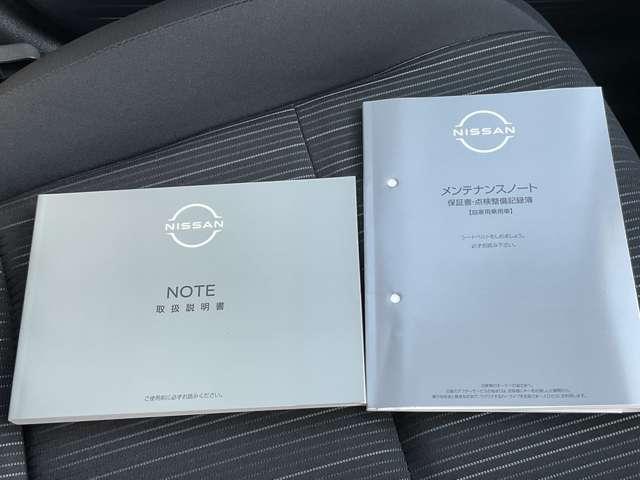 NISSAN
NOTE
取扱説明書
ご使用前に必ずお読みください。
NISSAN
メンテナンスノート
保証書・点検整備記録簿
【自家用乗用車】
シートベルトをしめましょう。
必ずお読み下さい。